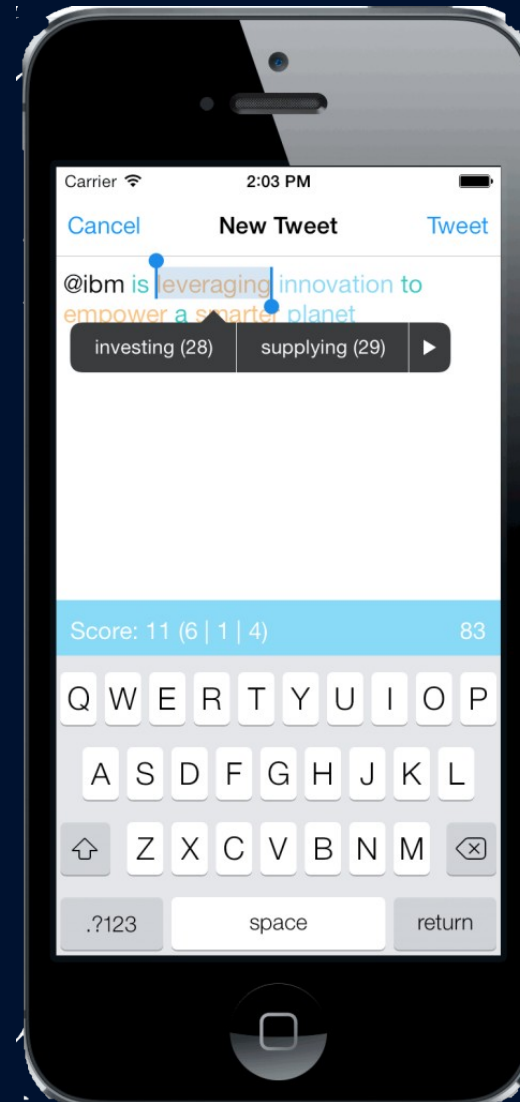 Carrier 2:03 PM
Cancel New Tweet Tweet
@ibm is leveraging innovation to
empower a smarter planet
investing (28) supplying (29)
Score: 11 (6 | 1 | 4) 83
Q W E R T Y U I O P
A S D F G H J K L
Z X C V B N M
.?123 space return